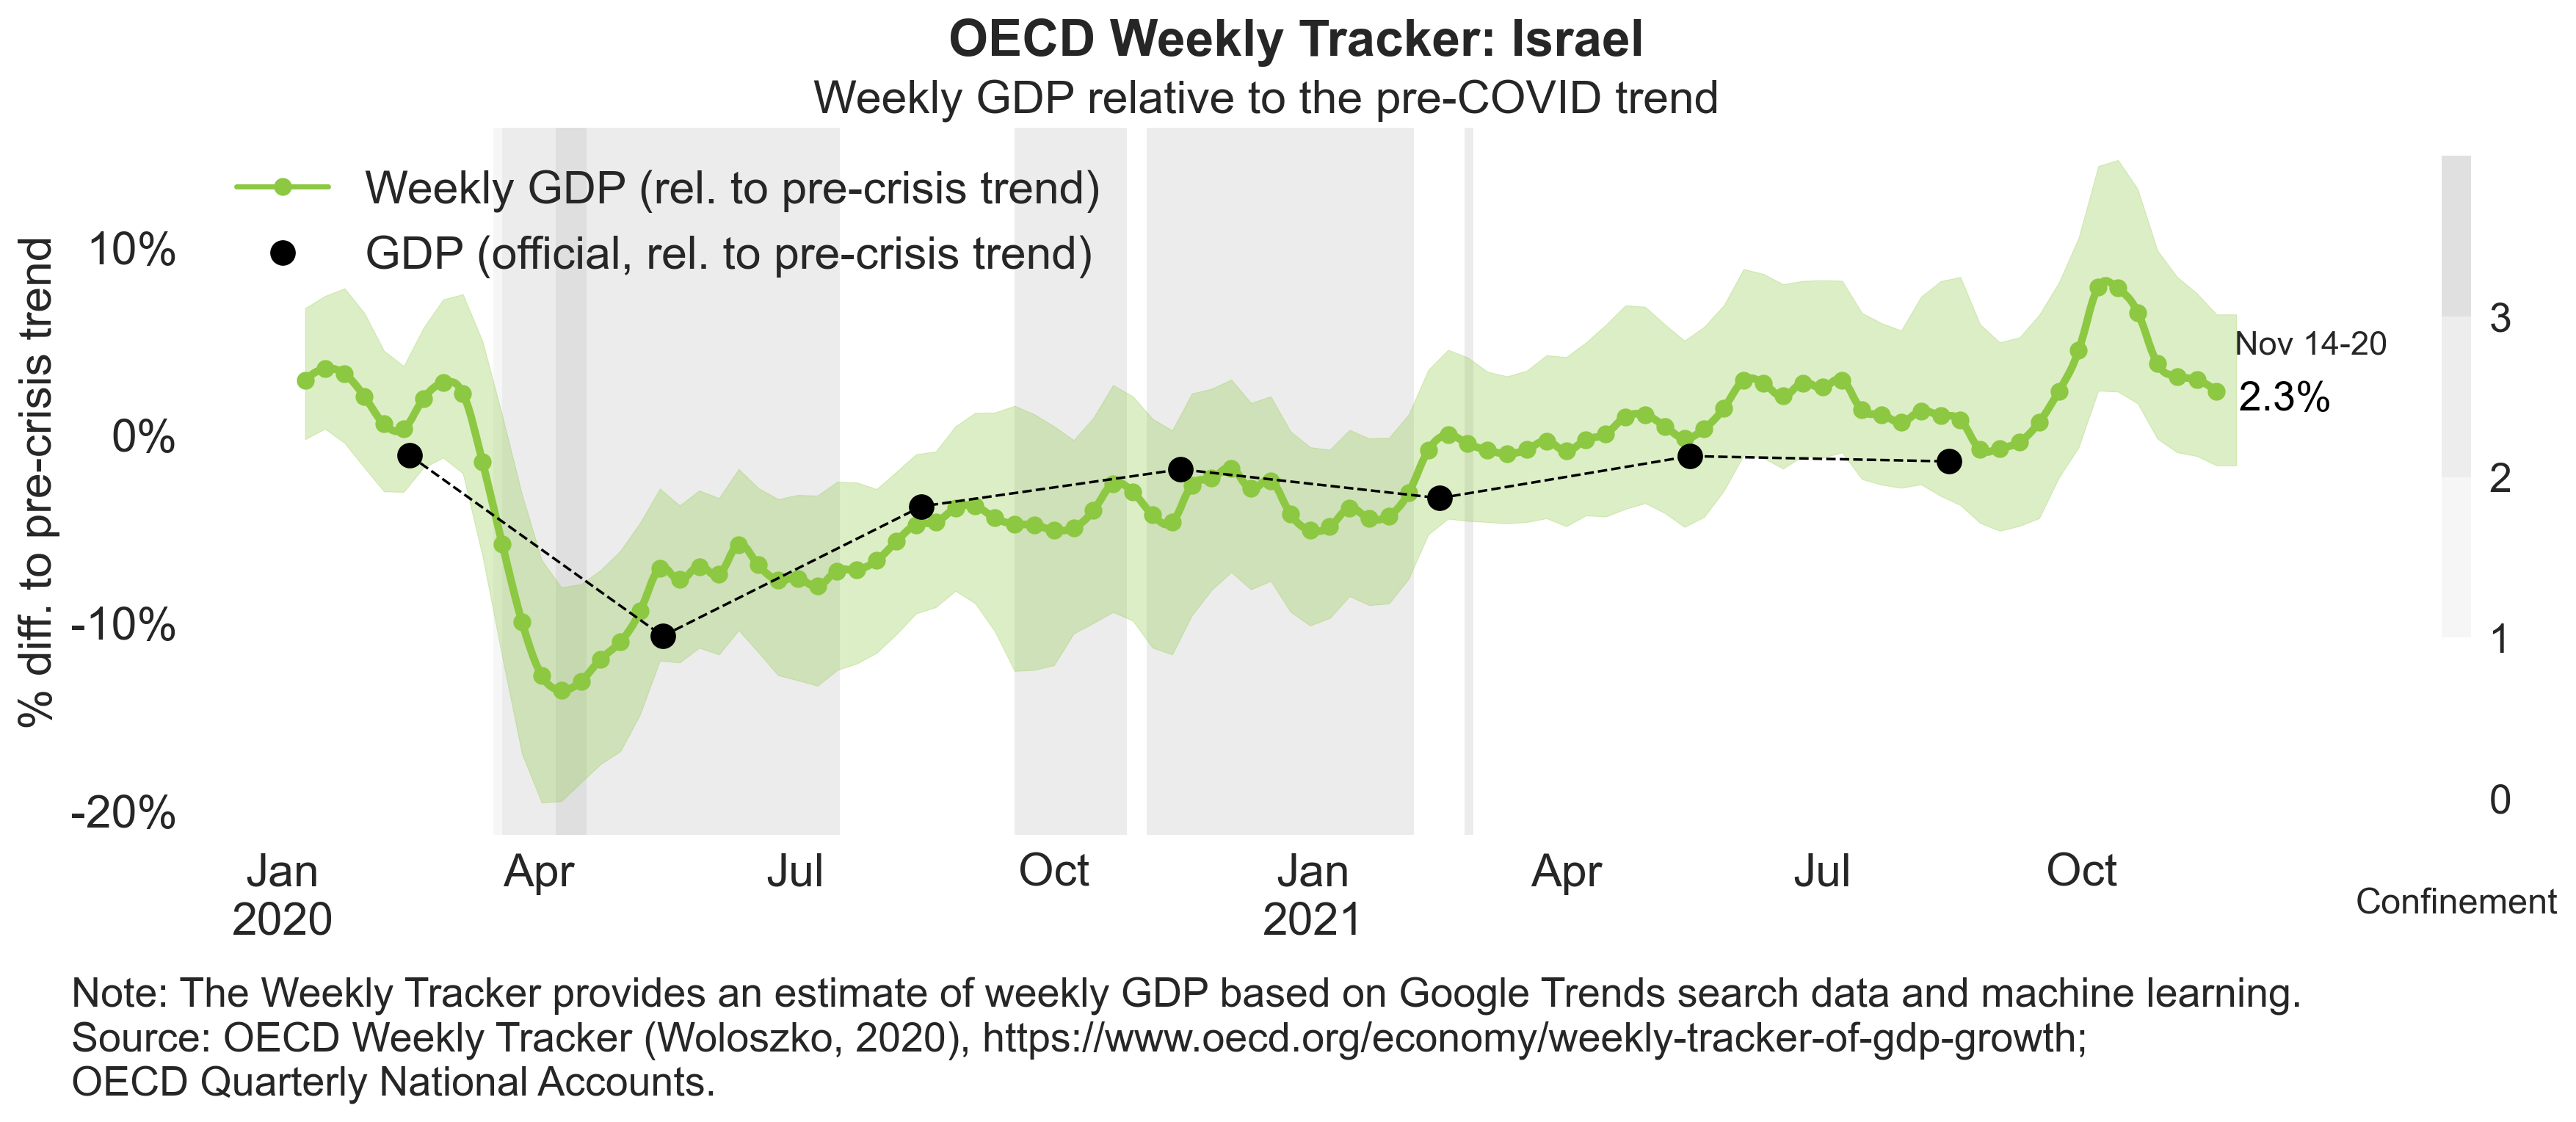 OECD Weekly Tracker: Israel
Weekly GDP relative to the pre-COVID trend
Weekly GDP (rel. to pre-crisis trend)
GDP (official, rel. to pre-crisis trend)
% diff. to pre-crisis trend
10%
0%
-10%
-20%
Nov 14-20
2.3%
3
2
1
0
Confinement
Jan Apr Jul Oct Jan Apr Jul Oct
2020 2021
Note: The Weekly Tracker provides an estimate of weekly GDP based on Google Trends search data and machine learning.
Source: OECD Weekly Tracker (Woloszko, 2020), https://www.oecd.org/economy/weekly-tracker-of-gdp-growth;
OECD Quarterly National Accounts.